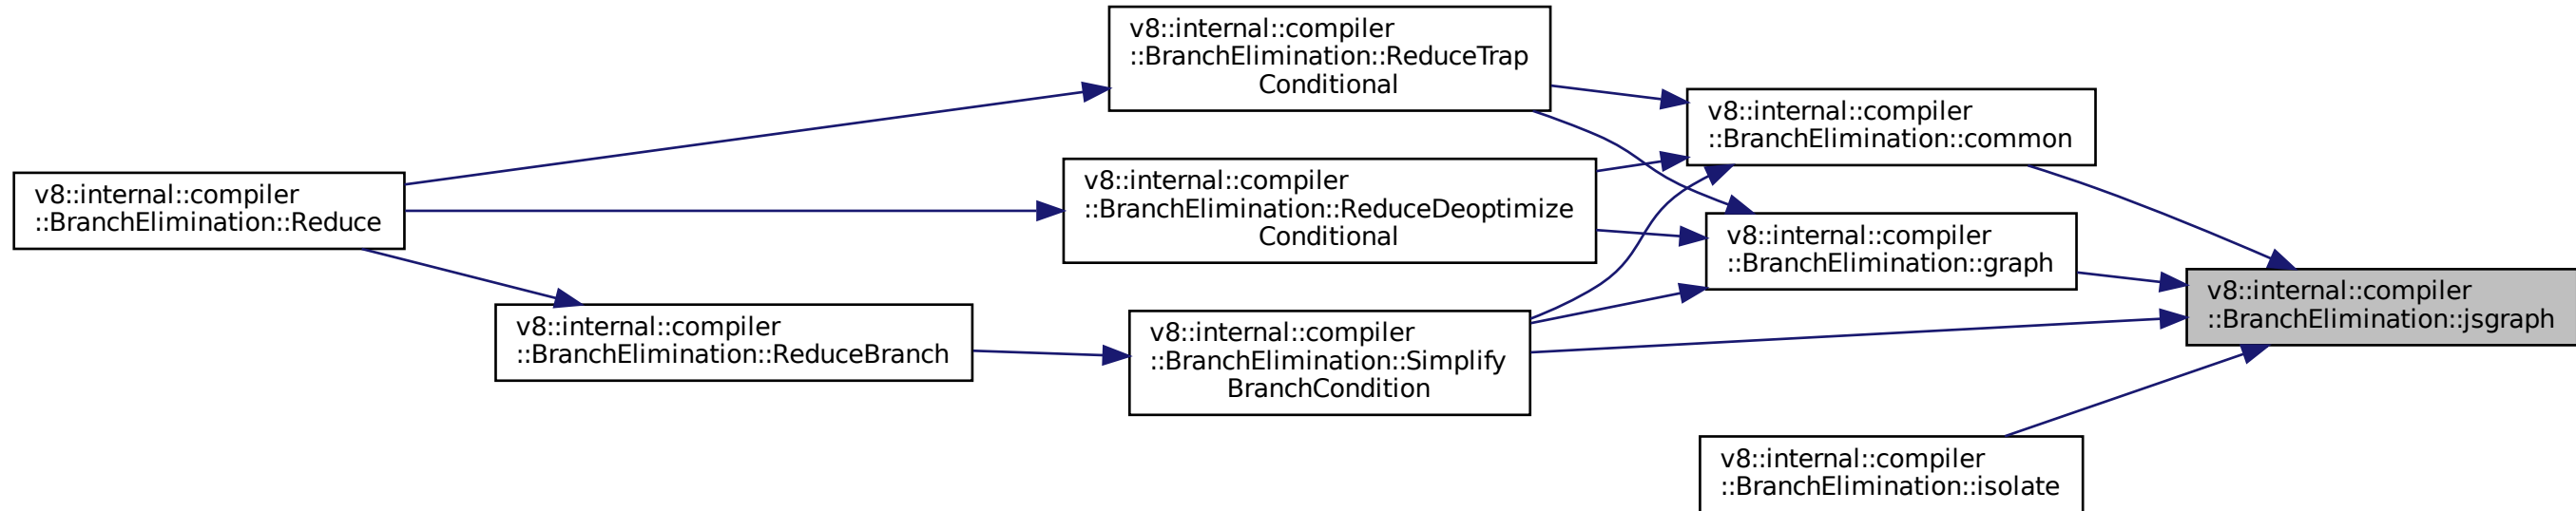 v8::internal::compiler
::BranchElimination::Reduce
v8::internal::compiler
::BranchElimination::ReduceTrap
Conditional
v8::internal::compiler
::BranchElimination::ReduceDeoptimize
Conditional
v8::internal::compiler
::BranchElimination::ReduceBranch
v8::internal::compiler
::BranchElimination::Simplify
BranchCondition
v8::internal::compiler
::BranchElimination::common
v8::internal::compiler
::BranchElimination::graph
v8::internal::compiler
::BranchElimination::isolate
v8::internal::compiler
::BranchElimination::jsgraph